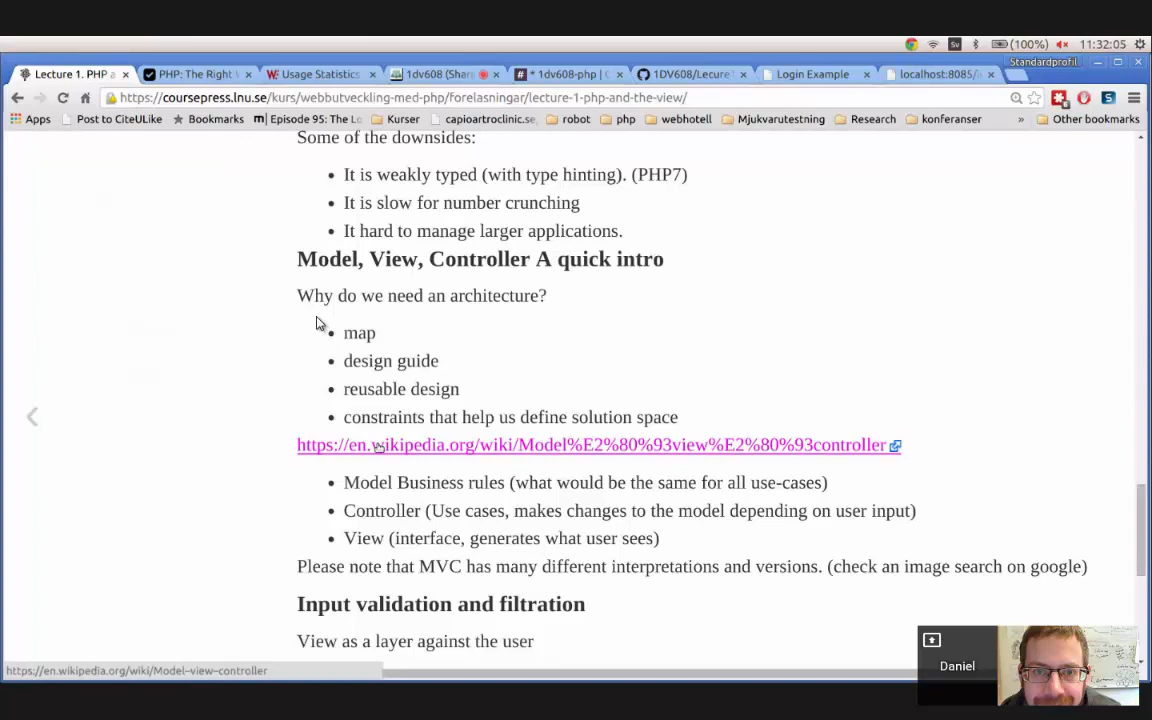 Sv (100%) 11:32:05
Standardprofil
Lecture 1. PHP a PHP: The Right Usage Statistics 1dv608 (Shar * 1dv608-php | C 1DV608/Lecure Login Example localhost:8085/
https://coursepress.lnu.se/kurs/webbutveckling-med-php/forelasningar/lecture-1-php-and-the-view/
Apps Post to CiteULike Bookmarks Episode 95: The Lo Kurser capioartroclinic.se, robot php webhotell Mjukvarutestning Research konferanser » Other bookmarks
Some of the downsides:
• It is weakly typed (with type hinting). (PHP7)
• It is slow for number crunching
• It hard to manage larger applications.
Model, View, Controller A quick intro
Why do we need an architecture?
• map
• design guide
• reusable design
• constraints that help us define solution space
https://en.wikipedia.org/wiki/Model%E2%80%93view%E2%80%93controller
• Model Business rules (what would be the same for all use-cases)
• Controller (Use cases, makes changes to the model depending on user input)
• View (interface, generates what user sees)
Please note that MVC has many different interpretations and versions. (check an image search on google)
Input validation and filtration
View as a layer against the user
https://en.wikipedia.org/wiki/Model–view–controller
Daniel